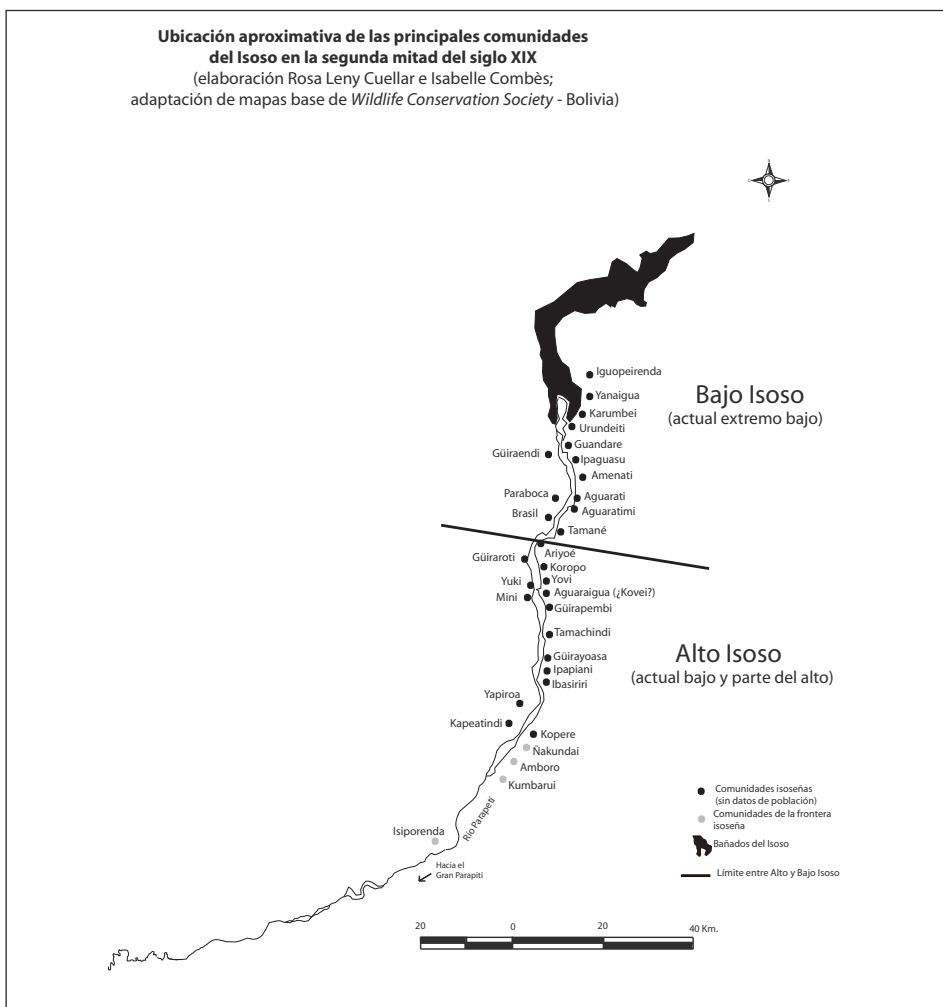 Ubicación aproximativa de las principales comunidades
del Isoso en la segunda mitad del siglo XIX
(elaboración Rosa Leny Cuellar e Isabelle Combès;
adaptación de mapas base de Wildlife Conservation Society - Bolivia)
Iguopeirenda
Yanaigua
Karumbei
Urundeiti
Guandare
Güiraendi
Ipaguasu
Amenati
Paraboca
Aguarati
Aguaratimi
Brasil
Tamané
Bajo Isoso
(actual extremo bajo)
Ariyoé
Güiraroti
Koropo
Yovi
Yuki
Aguaraigua (¿Kovei?)
Mini
Güirapembi
Tamachindi
Güirayoasa
Ipapiani
Ibasiriri
Alto Isoso
(actual bajo y parte del alto)
Yapiroa
Kapeatindi
Kopere
Ñakundai
Amboro
Kumbarui
Río Parapetí
Isiporenda
Hacia el
Gran Parapiti
Comunidades isoseñas
(sin datos de población)
Comunidades de la frontera
isoseña
Bañados del Isoso
Límite entre Alto y Bajo Isoso
20 0 20 40 Km.